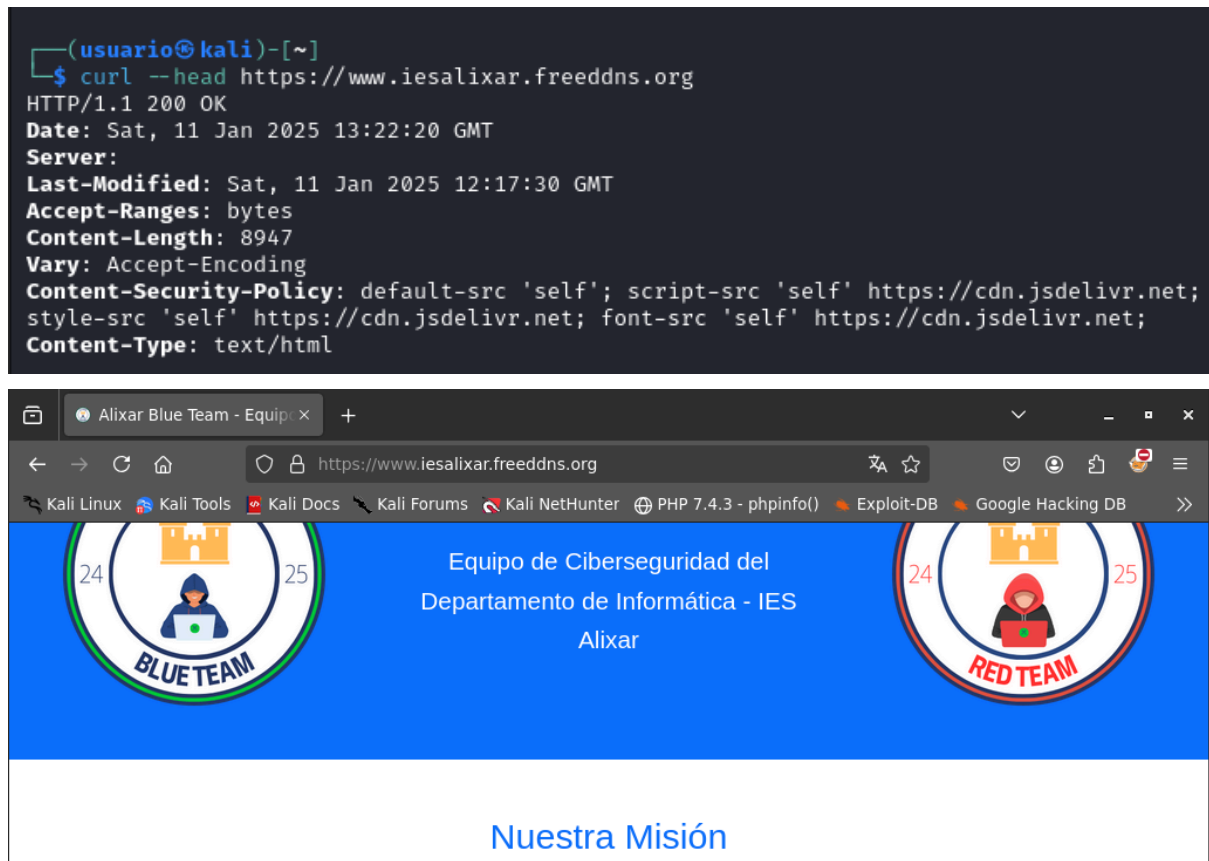 (usuario㉿kali)-[~]
$ curl --head https://www.iesalixar.freeddns.org
HTTP/1.1 200 OK
Date: Sat, 11 Jan 2025 13:22:20 GMT
Server:
Last-Modified: Sat, 11 Jan 2025 12:17:30 GMT
Accept-Ranges: bytes
Content-Length: 8947
Vary: Accept-Encoding
Content-Security-Policy: default-src 'self'; script-src 'self' https://cdn.jsdelivr.net;
style-src 'self' https://cdn.jsdelivr.net; font-src 'self' https://cdn.jsdelivr.net;
Content-Type: text/html
Alixar Blue Team - Equipo
https://www.iesalixar.freeddns.org
Kali Linux Kali Tools Kali Docs Kali Forums Kali NetHunter PHP 7.4.3 - phpinfo() Exploit-DB Google Hacking DB
24 25
BLUE TEAM
Equipo de Ciberseguridad del
Departamento de Informática - IES
Alixar
24 25
RED TEAM
Nuestra Misión